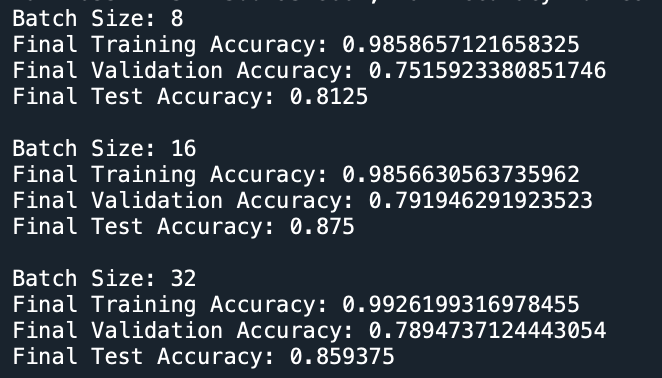 Batch Size: 8
Final Training Accuracy: 0.9858657121658325
Final Validation Accuracy: 0.7515923380851746
Final Test Accuracy: 0.8125
Batch Size: 16
Final Training Accuracy: 0.9856630563735962
Final Validation Accuracy: 0.791946291923523
Final Test Accuracy: 0.875
Batch Size: 32
Final Training Accuracy: 0.9926199316978455
Final Validation Accuracy: 0.7894737124443054
Final Test Accuracy: 0.859375